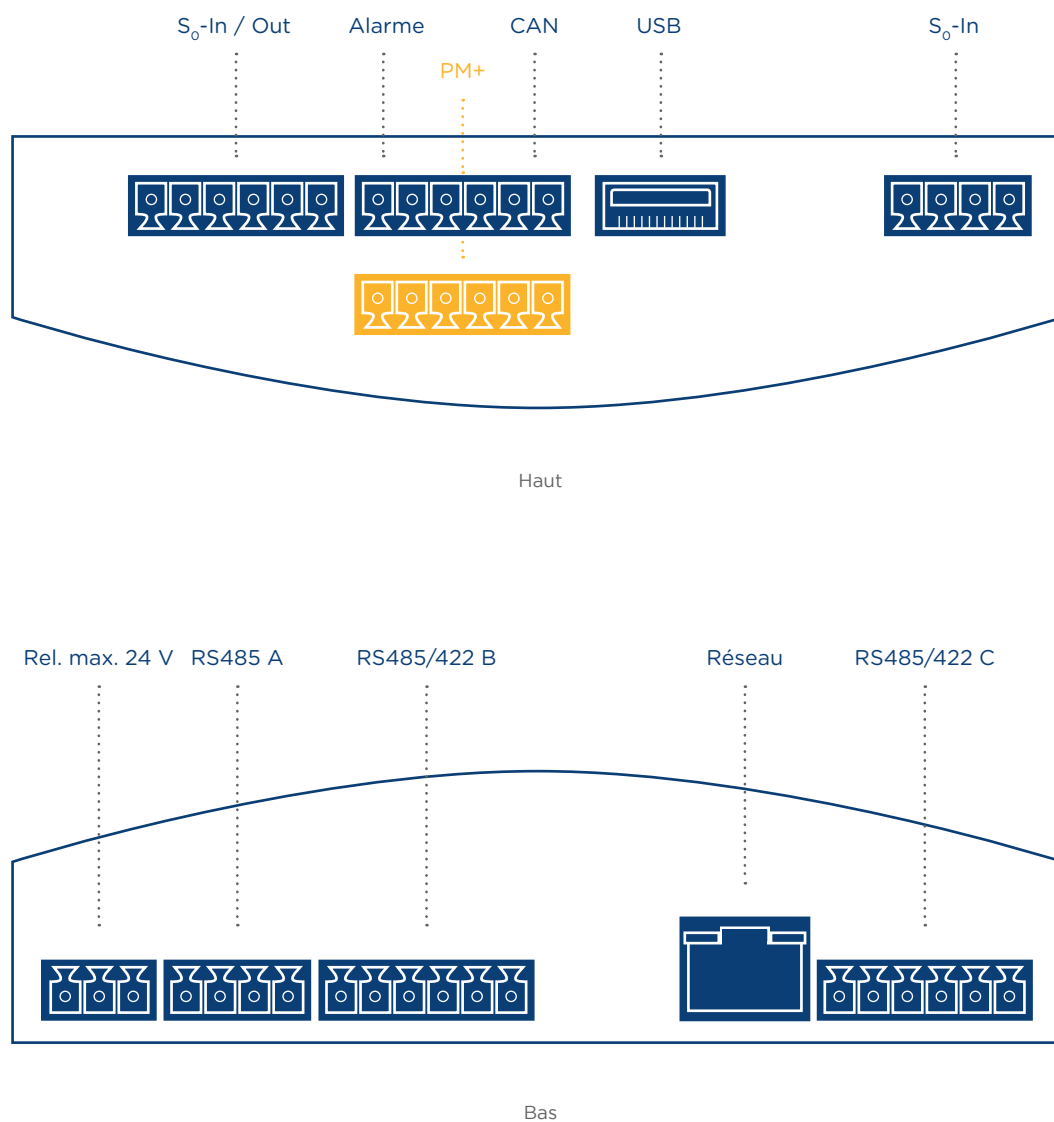 S₀-In / Out Alarme CAN USB S₀-In
PM+
Haut
Rel. max. 24 V RS485 A RS485/422 B Réseau RS485/422 C
Bas